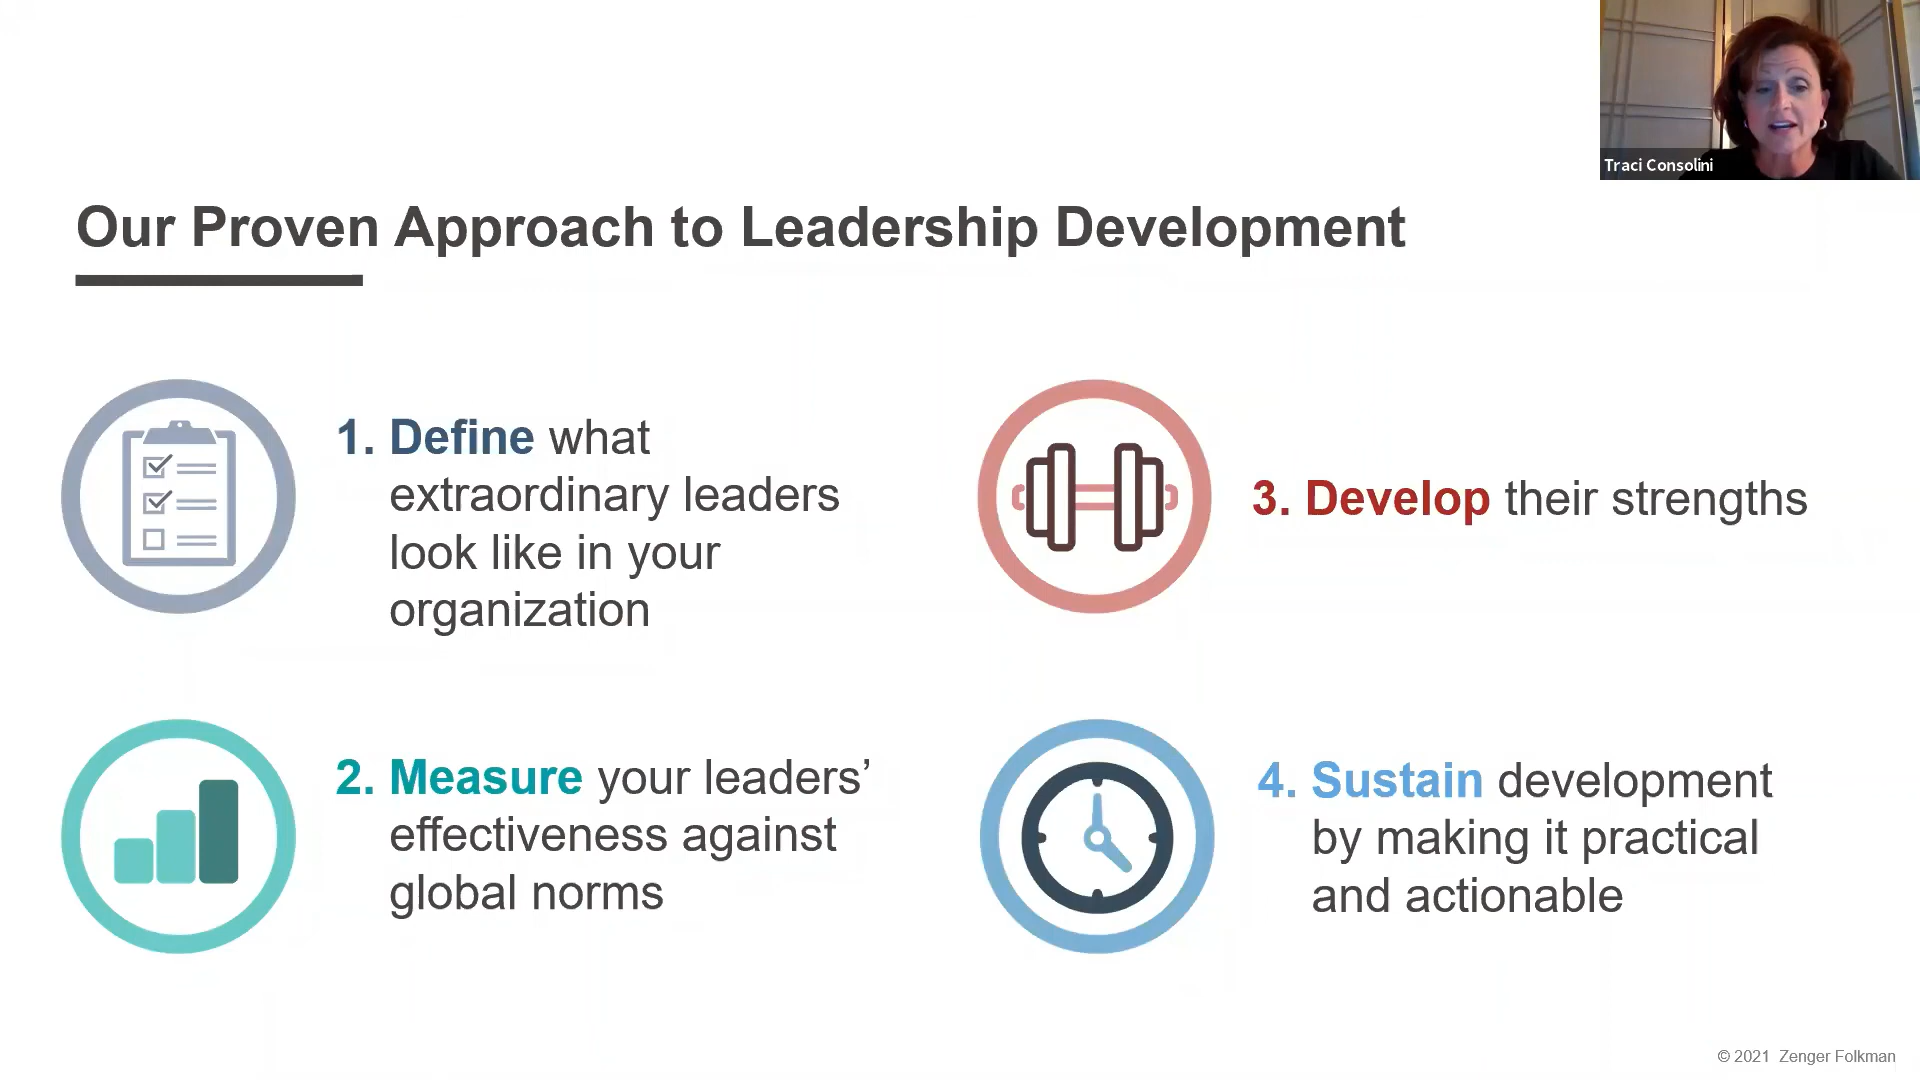 Traci Consolini
Our Proven Approach to Leadership Development
1. Define what
extraordinary leaders
look like in your
organization
2. Measure your leaders’
effectiveness against
global norms
3. Develop their strengths
4. Sustain development
by making it practical
and actionable
© 2021 Zenger Folkman